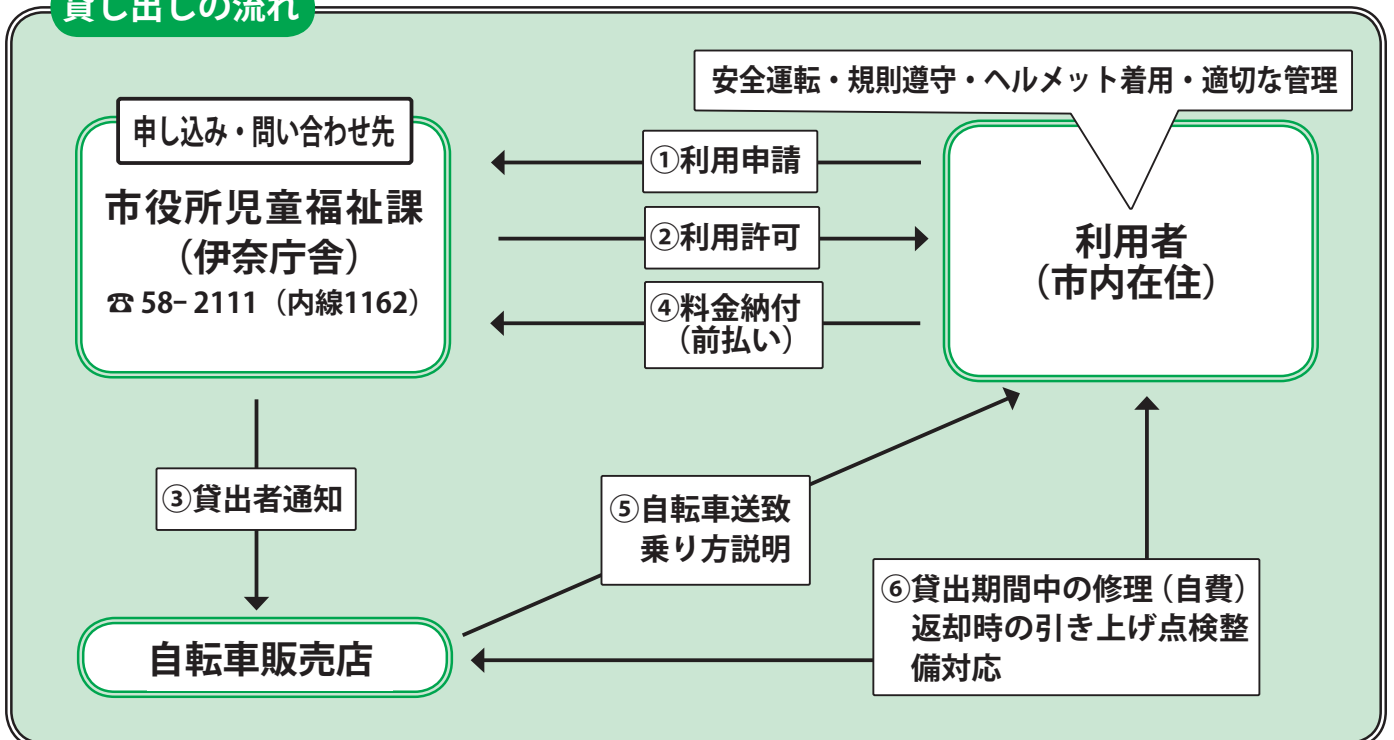 貸し出しの流れ
安全運転・規則遵守・ヘルメット着用・適切な管理
申し込み・問い合わせ先
市役所児童福祉課
（伊奈庁舎）
☎58−2111（内線1162）
①利用申請
②利用許可
④料金納付
（前払い）
利用者
（市内在住）
③貸出者通知
⑤自転車送致
乗り方説明
⑥貸出期間中の修理（自費）
返却時の引き上げ点検整
備対応
自転車販売店